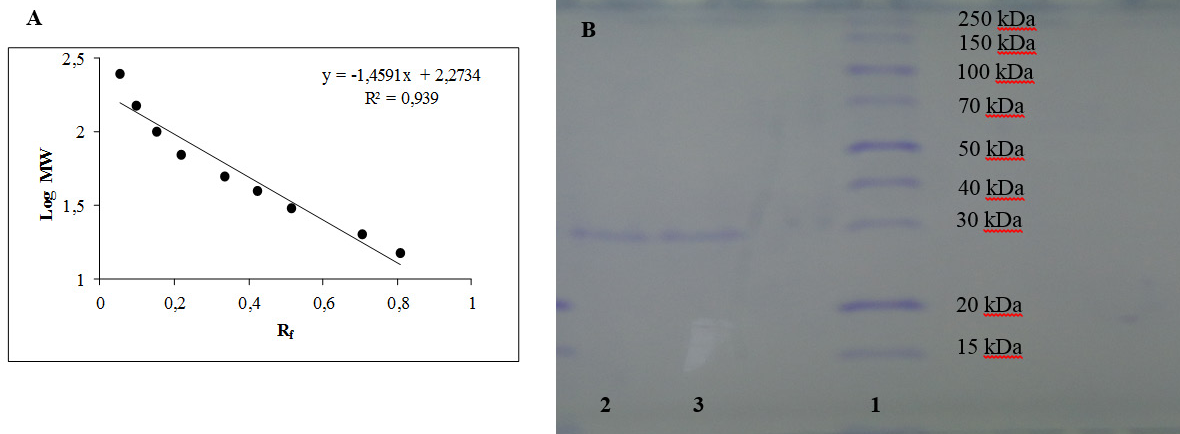 A
y = -1,4591x + 2,2734
R² = 0,939
2,5
2
1,5
1
Log MW
0
0,2
0,4
0,6
0,8
1
Rf
B
250 kDa
150 kDa
100 kDa
70 kDa
50 kDa
40 kDa
30 kDa
20 kDa
15 kDa
2
3
1